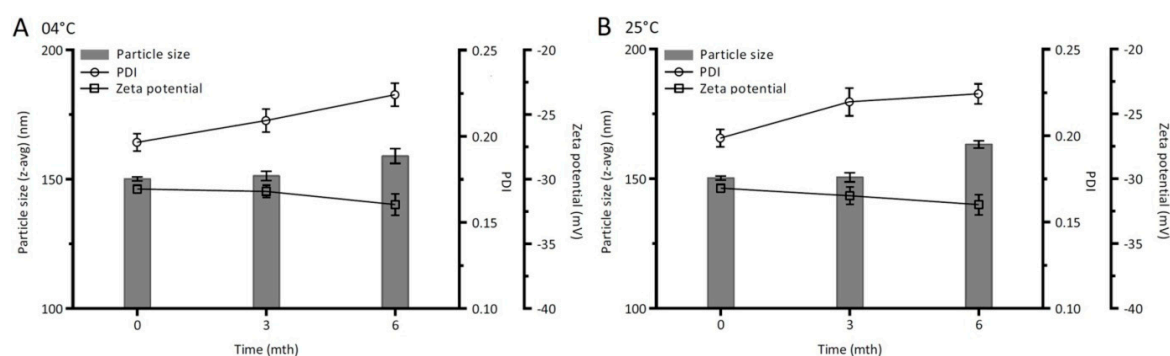 A 04°C
200
150
100
Particle size (z-avg) (nm)
Particle size
PDI
Zeta potential
0.25
0.20
0.15
0.10
PDI
-20
-25
-30
-35
-40
Zeta potential (mV)
0 3 6
Time (mth)
B 25°C
200
150
100
Particle size (z-avg) (nm)
Particle size
PDI
Zeta potential
0.25
0.20
0.15
0.10
PDI
-20
-25
-30
-35
-40
Zeta potential (mV)
0 3 6
Time (mth)